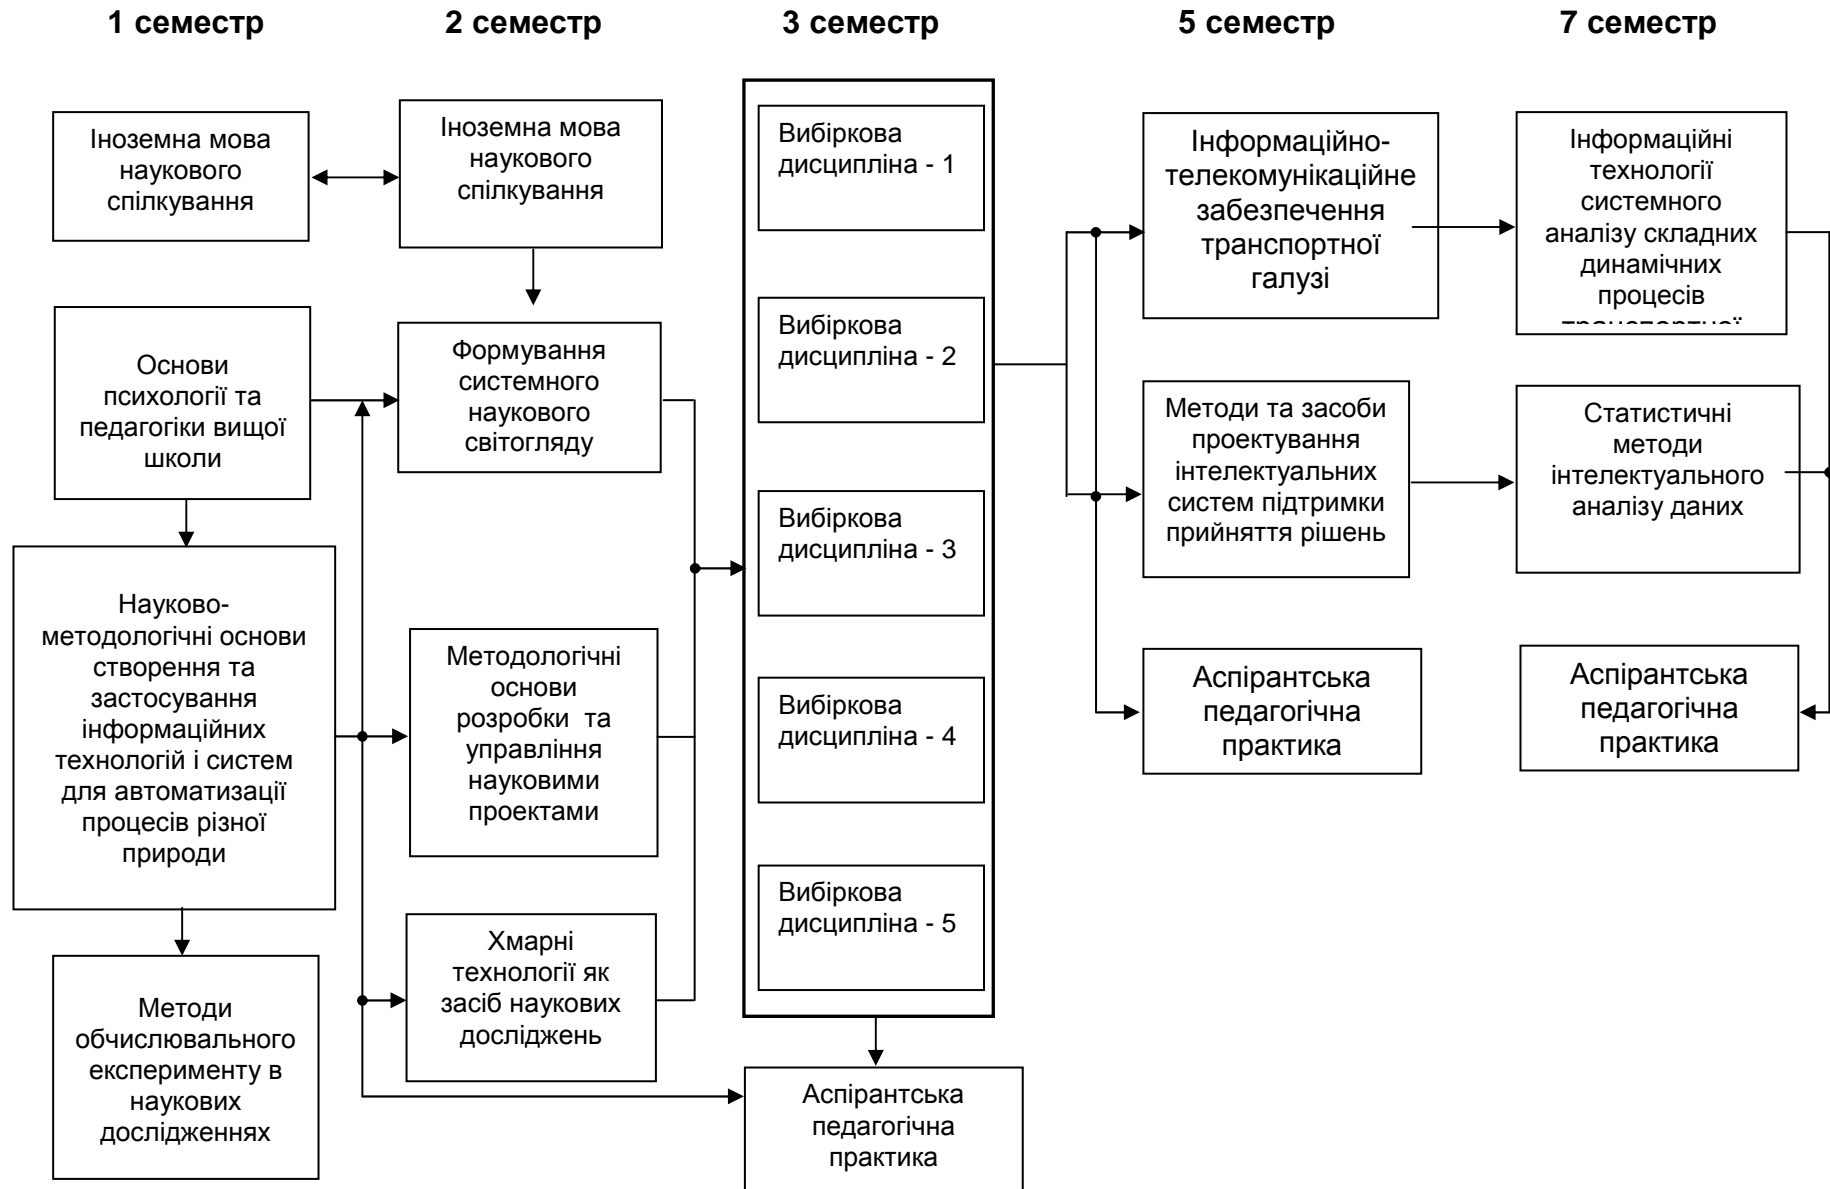 1 семестр
2 семестр
3 семестр
5 семестр
7 семестр
Іноземна мова
наукового
спілкування
Основи
психології та
педагогіки вищої
школи
Науково-
методологічні основи
створення та
застосування
інформаційних
технологій і систем
для автоматизації
процесів різної
природи
Методи
обчислювального
експерименту в
наукових
дослідженнях
Іноземна мова
наукового
спілкування
Формування
системного
наукового
світогляду
Методологічні
основи
розробки та
управління
науковими
проектами
Хмарні
технології як
засіб наукових
досліджень
Вибіркова
дисципліна - 1
Вибіркова
дисципліна - 2
Вибіркова
дисципліна - 3
Вибіркова
дисципліна - 4
Вибіркова
дисципліна - 5
Аспірантська
педагогічна
практика
Інформаційно-
телекомунікаційне
забезпечення
транспортної
галузі
Методи та засоби
проектування
інтелектуальних
систем підтримки
прийняття рішень
Аспірантська
педагогічна
практика
Інформаційні
технології
системного
аналізу складних
динамічних
процесів
транспортної
Статистичні
методи
інтелектуального
аналізу даних
Аспірантська
педагогічна
практика